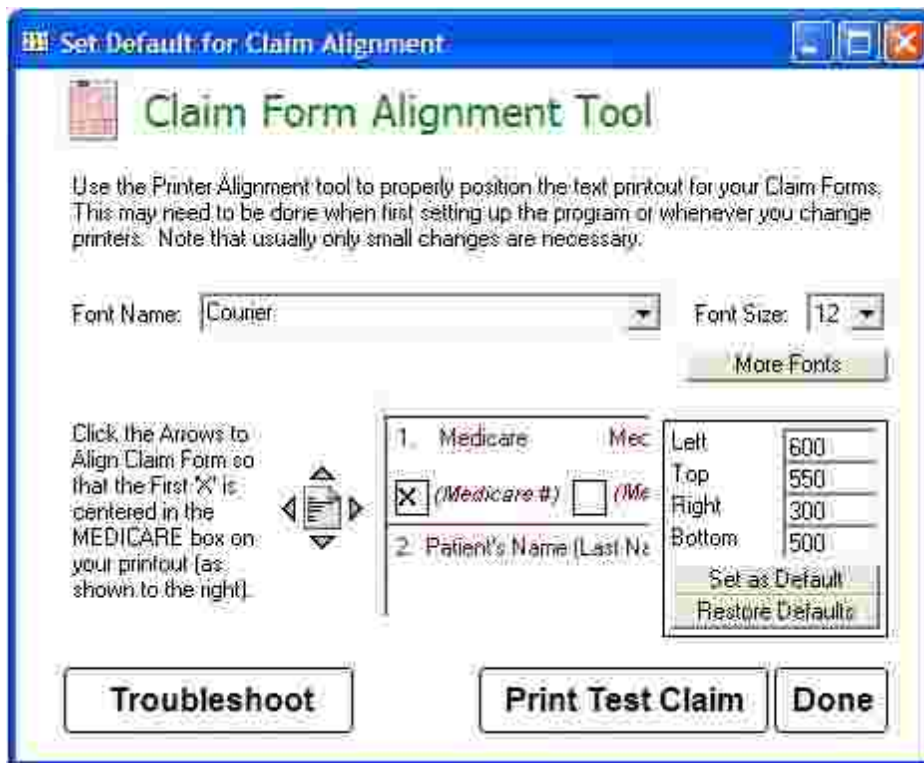 Set Default for Claim Alignment
Claim Form Alignment Tool
Use the Printer Alignment tool to properly position the text printout for your Claim Forms.
This may need to be done when first setting up the program or whenever you change
printers. Note that usually only small changes are necessary.
Font Name: Courier Font Size: 12
More Fonts
Click the Arrows to
Align Claim Form so
that the First 'X' is
centered in the
MEDICARE box on
your printout (as
shown to the right).
1. Medicare Mec
X (Medicare #) (Me
2. Patient's Name (Last Na
Left 600
Top 550
Right 300
Bottom 500
Set as Default
Restore Defaults
Troubleshoot Print Test Claim Done